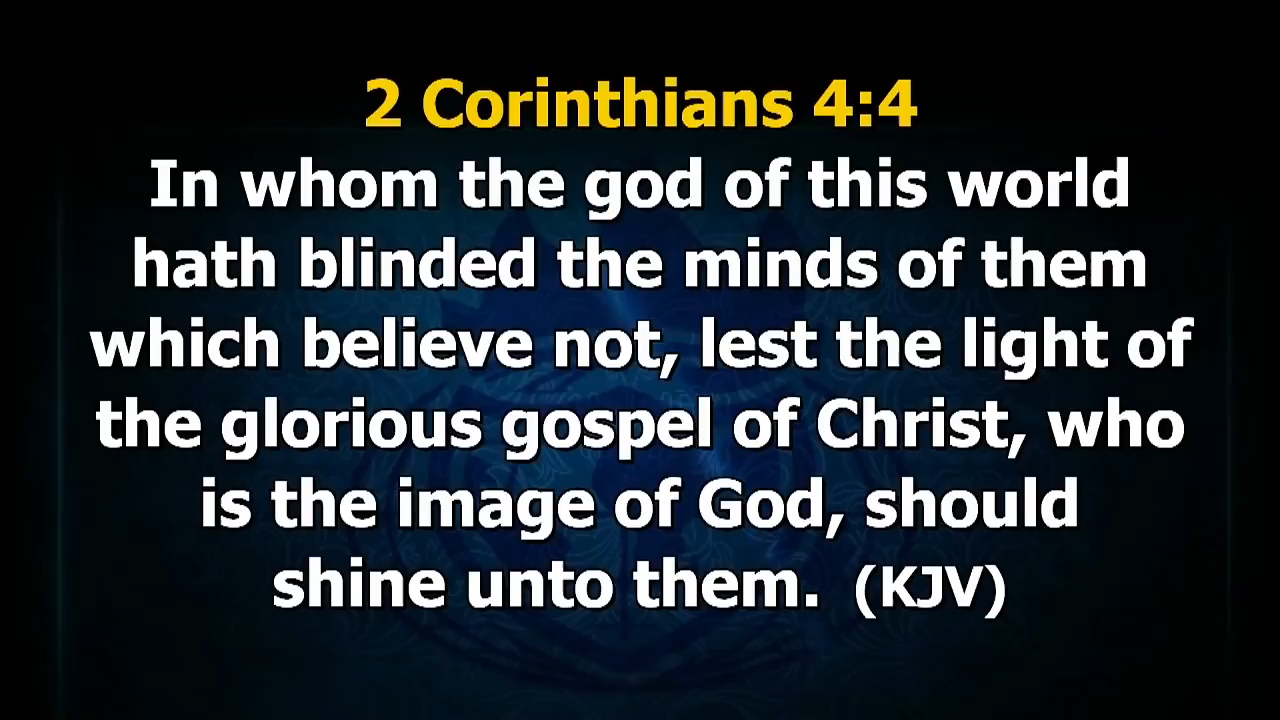 2 Corinthians 4:4
In whom the god of this world
hath blinded the minds of them
which believe not, lest the light of
the glorious gospel of Christ, who
is the image of God, should
shine unto them. (KJV)